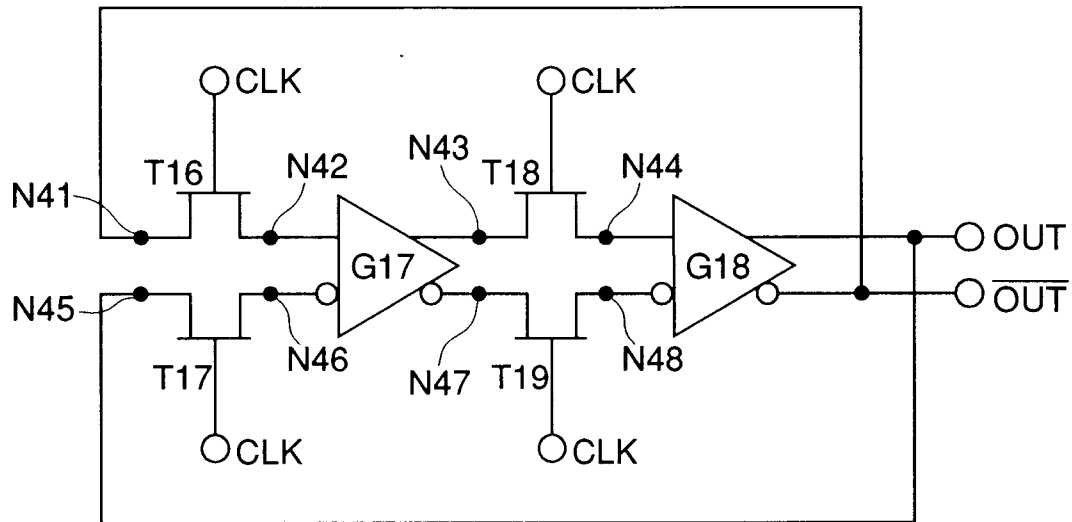 CLK
CLK
N43
T18
N44
N42
T16
N41
OUT
G17
G18
O̅U̅T̅
N45
N46
N47
N48
T17
T19
CLK
CLK